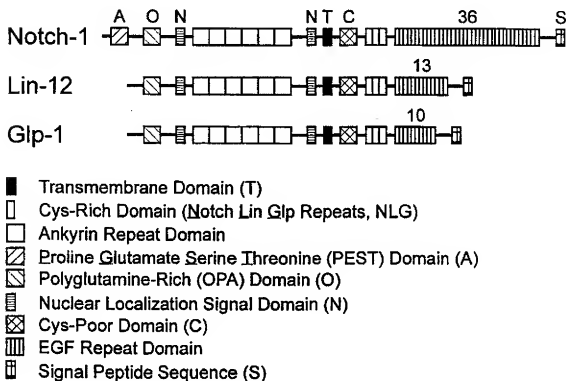 A O N N T C 36 S
Notch-1
13
Lin-12
10
Glp-1
Transmembrane Domain (T)
Cys-Rich Domain (Notch Lin Glp Repeats, NLG)
Ankyrin Repeat Domain
Proline Glutamate Serine Threonine (PEST) Domain (A)
Polyglutamine-Rich (OPA) Domain (O)
Nuclear Localization Signal Domain (N)
Cys-Poor Domain (C)
EGF Repeat Domain
Signal Peptide Sequence (S)